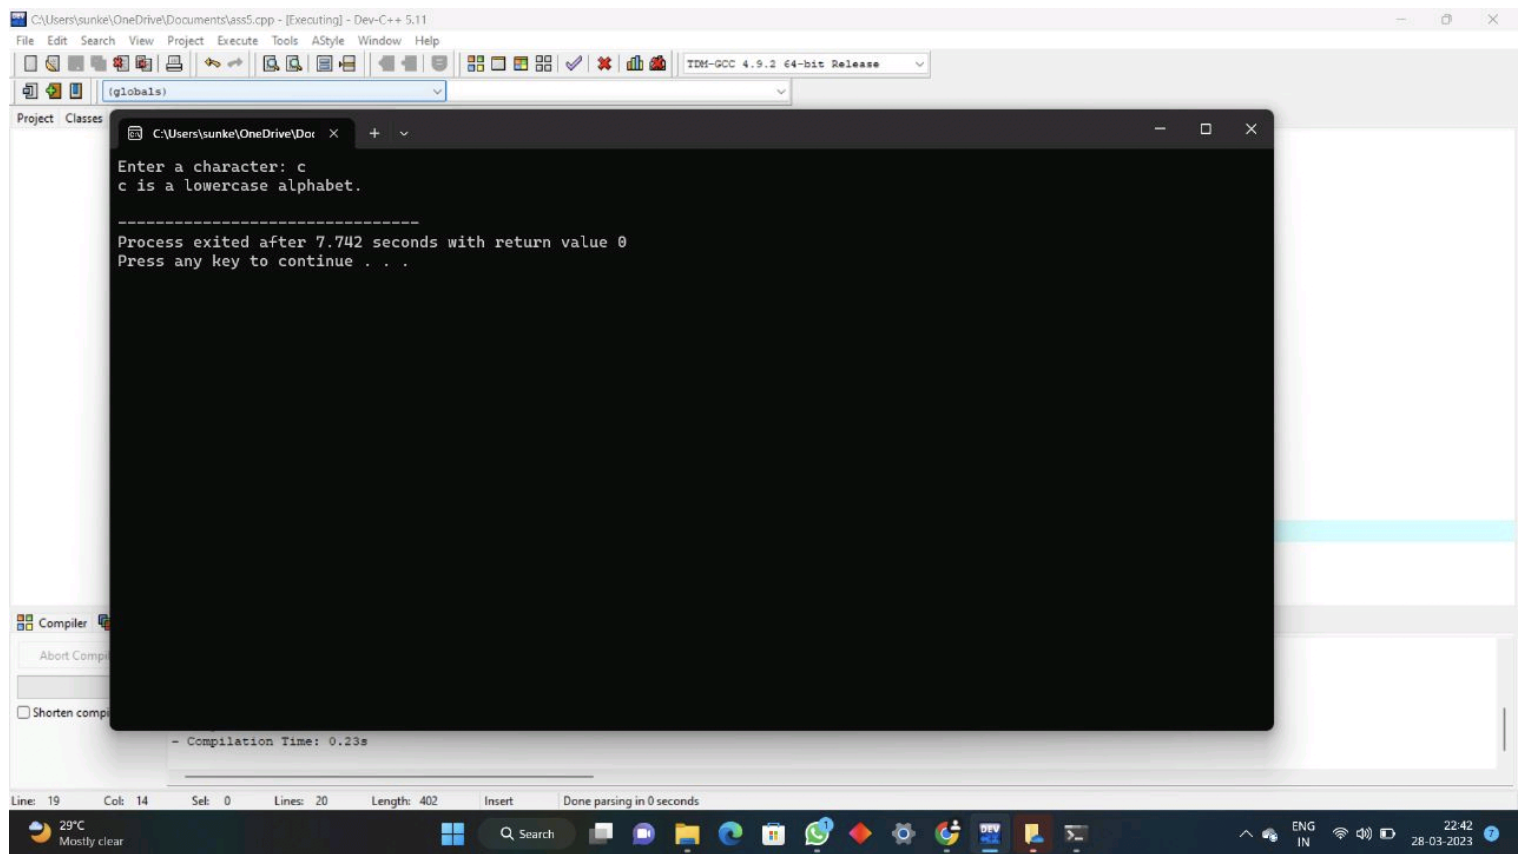 C:\Users\sunke\OneDrive\Documents\ass5.cpp - [Executing] - Dev-C++ 5.11
File Edit Search View Project Execute Tools AStyle Window Help
TDM-GCC 4.9.2 64-bit Release
(globals)
Project Classes
C:\Users\sunke\OneDrive\Doc
Enter a character: c
c is a lowercase alphabet.
--------------------------------
Process exited after 7.742 seconds with return value 0
Press any key to continue . . .
Compiler
Abort Compi
Shorten compi
- Compilation Time: 0.23s
Line: 19 Col: 14 Sel: 0 Lines: 20 Length: 402 Insert Done parsing in 0 seconds
29°C
Mostly clear
Search
DEV
ENG
IN
22:42
28-03-2023
7